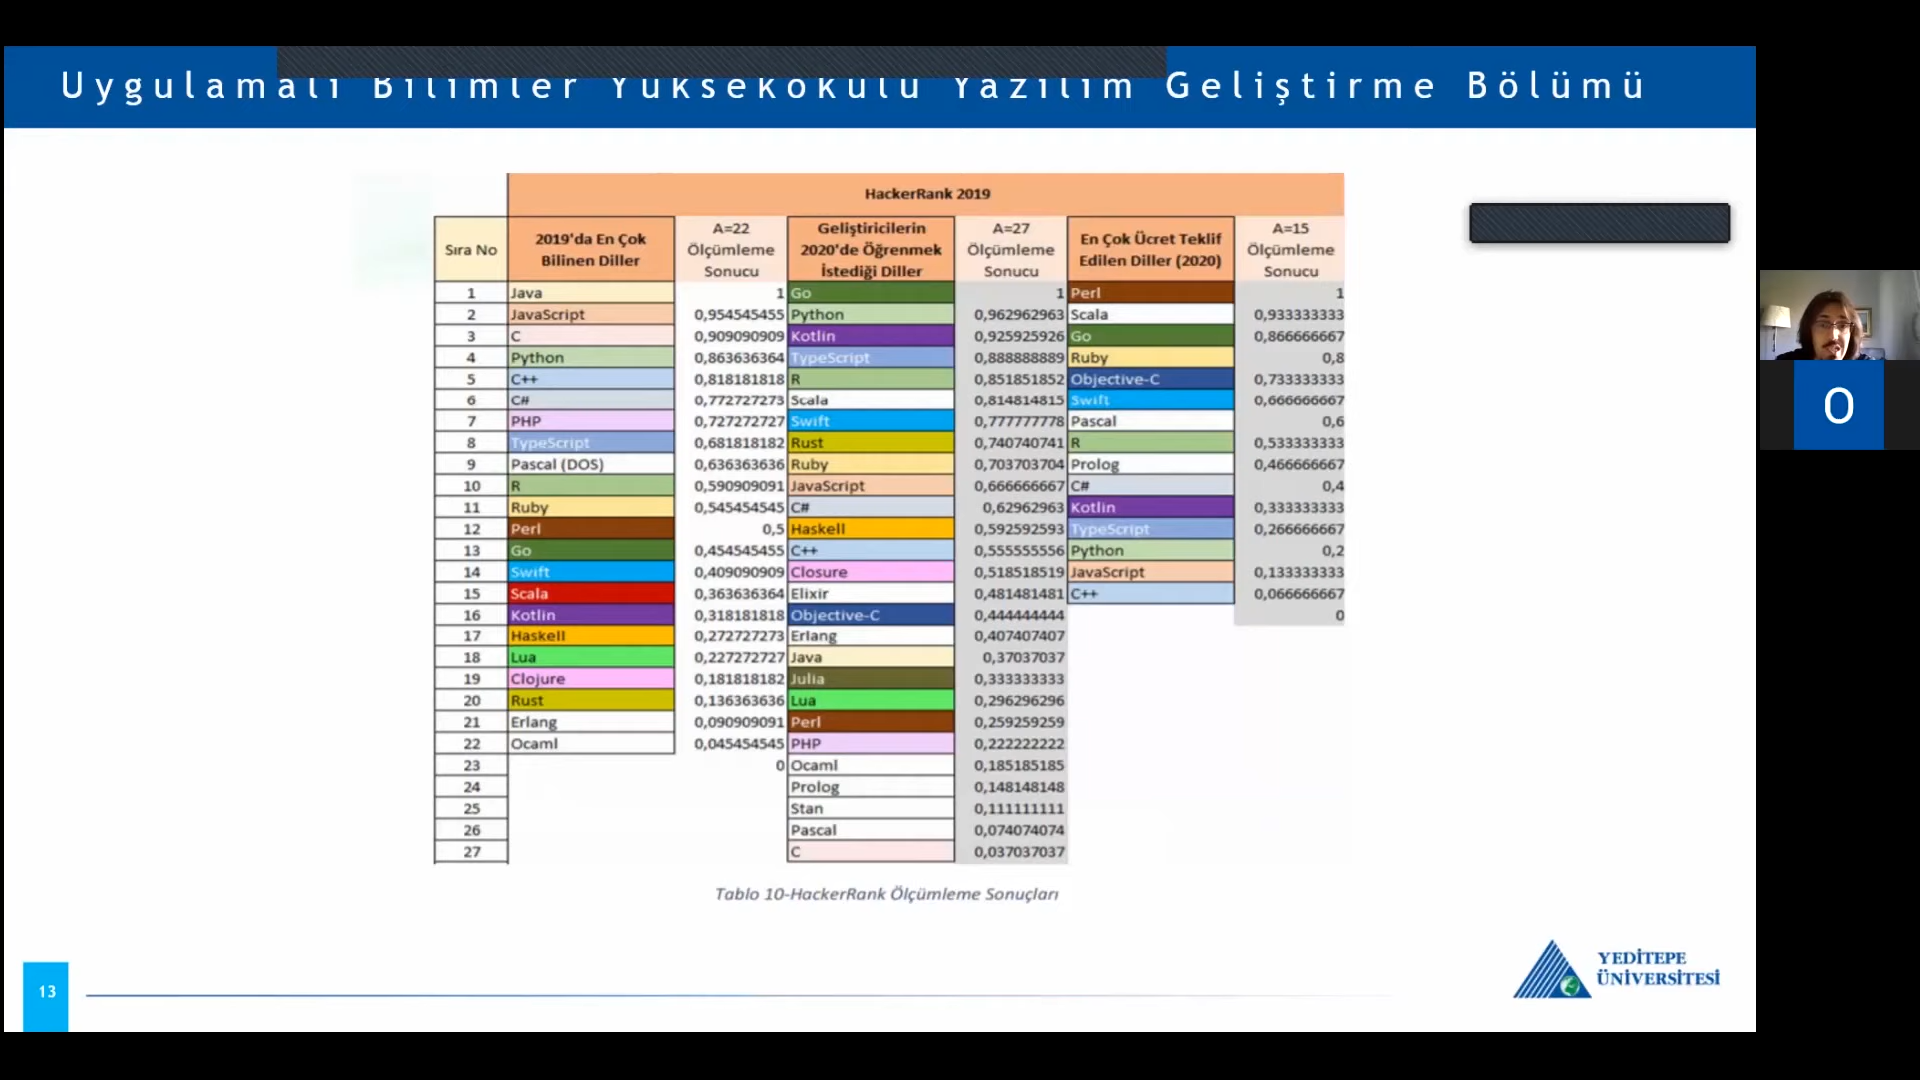 Uygulamalı Bilimler Yüksekokulu Yazılım Geliştirme Bölümü
HackerRank 2019
Sıra No 2019'da En Çok Bilinen Diller A=22 Ölçümleme Sonucu Geliştiricilerin 2020'de Öğrenmek İstediği Diller A=27 Ölçümleme Sonucu En Çok Ücret Teklif Edilen Diller (2020) A=15 Ölçümleme Sonucu
1 Java 1 Go 1 Perl 1
2 JavaScript 0,954545455 Python 0,962962963 Scala 0,933333333
3 C 0,909090909 Kotlin 0,925925926 Go 0,866666667
4 Python 0,863636364 TypeScript 0,888888889 Ruby 0,8
5 C++ 0,818181818 R 0,851851852 Objective-C 0,733333333
6 C# 0,772727273 Scala 0,814814815 Swift 0,666666667
7 PHP 0,727272727 Swift 0,777777778 Pascal 0,6
8 TypeScript 0,681818182 Rust 0,740740741 R 0,533333333
9 Pascal (DOS) 0,636363636 Ruby 0,703703704 Prolog 0,466666667
10 R 0,590909091 JavaScript 0,666666667 C# 0,4
11 Ruby 0,545454545 C# 0,62962963 Kotlin 0,333333333
12 Perl 0,5 Haskell 0,592592593 TypeScript 0,266666667
13 Go 0,454545455 C++ 0,555555556 Python 0,2
14 Swift 0,409090909 Closure 0,518518519 JavaScript 0,133333333
15 Scala 0,363636364 Elixir 0,481481481 C++ 0,066666667
16 Kotlin 0,318181818 Objective-C 0,444444444 0
17 Haskell 0,272727273 Erlang 0,407407407
18 Lua 0,227272727 Java 0,37037037
19 Clojure 0,181818182 Julia 0,333333333
20 Rust 0,136363636 Lua 0,296296296
21 Erlang 0,090909091 Perl 0,259259259
22 Ocaml 0,045454545 PHP 0,222222222
23 0 Ocaml 0,185185185
24 Prolog 0,148148148
25 Stan 0,111111111
26 Pascal 0,074074074
27 C 0,037037037
Tablo 10-HackerRank Ölçümleme Sonuçları
13
YEDİTEPE
ÜNİVERSİTESİ
O